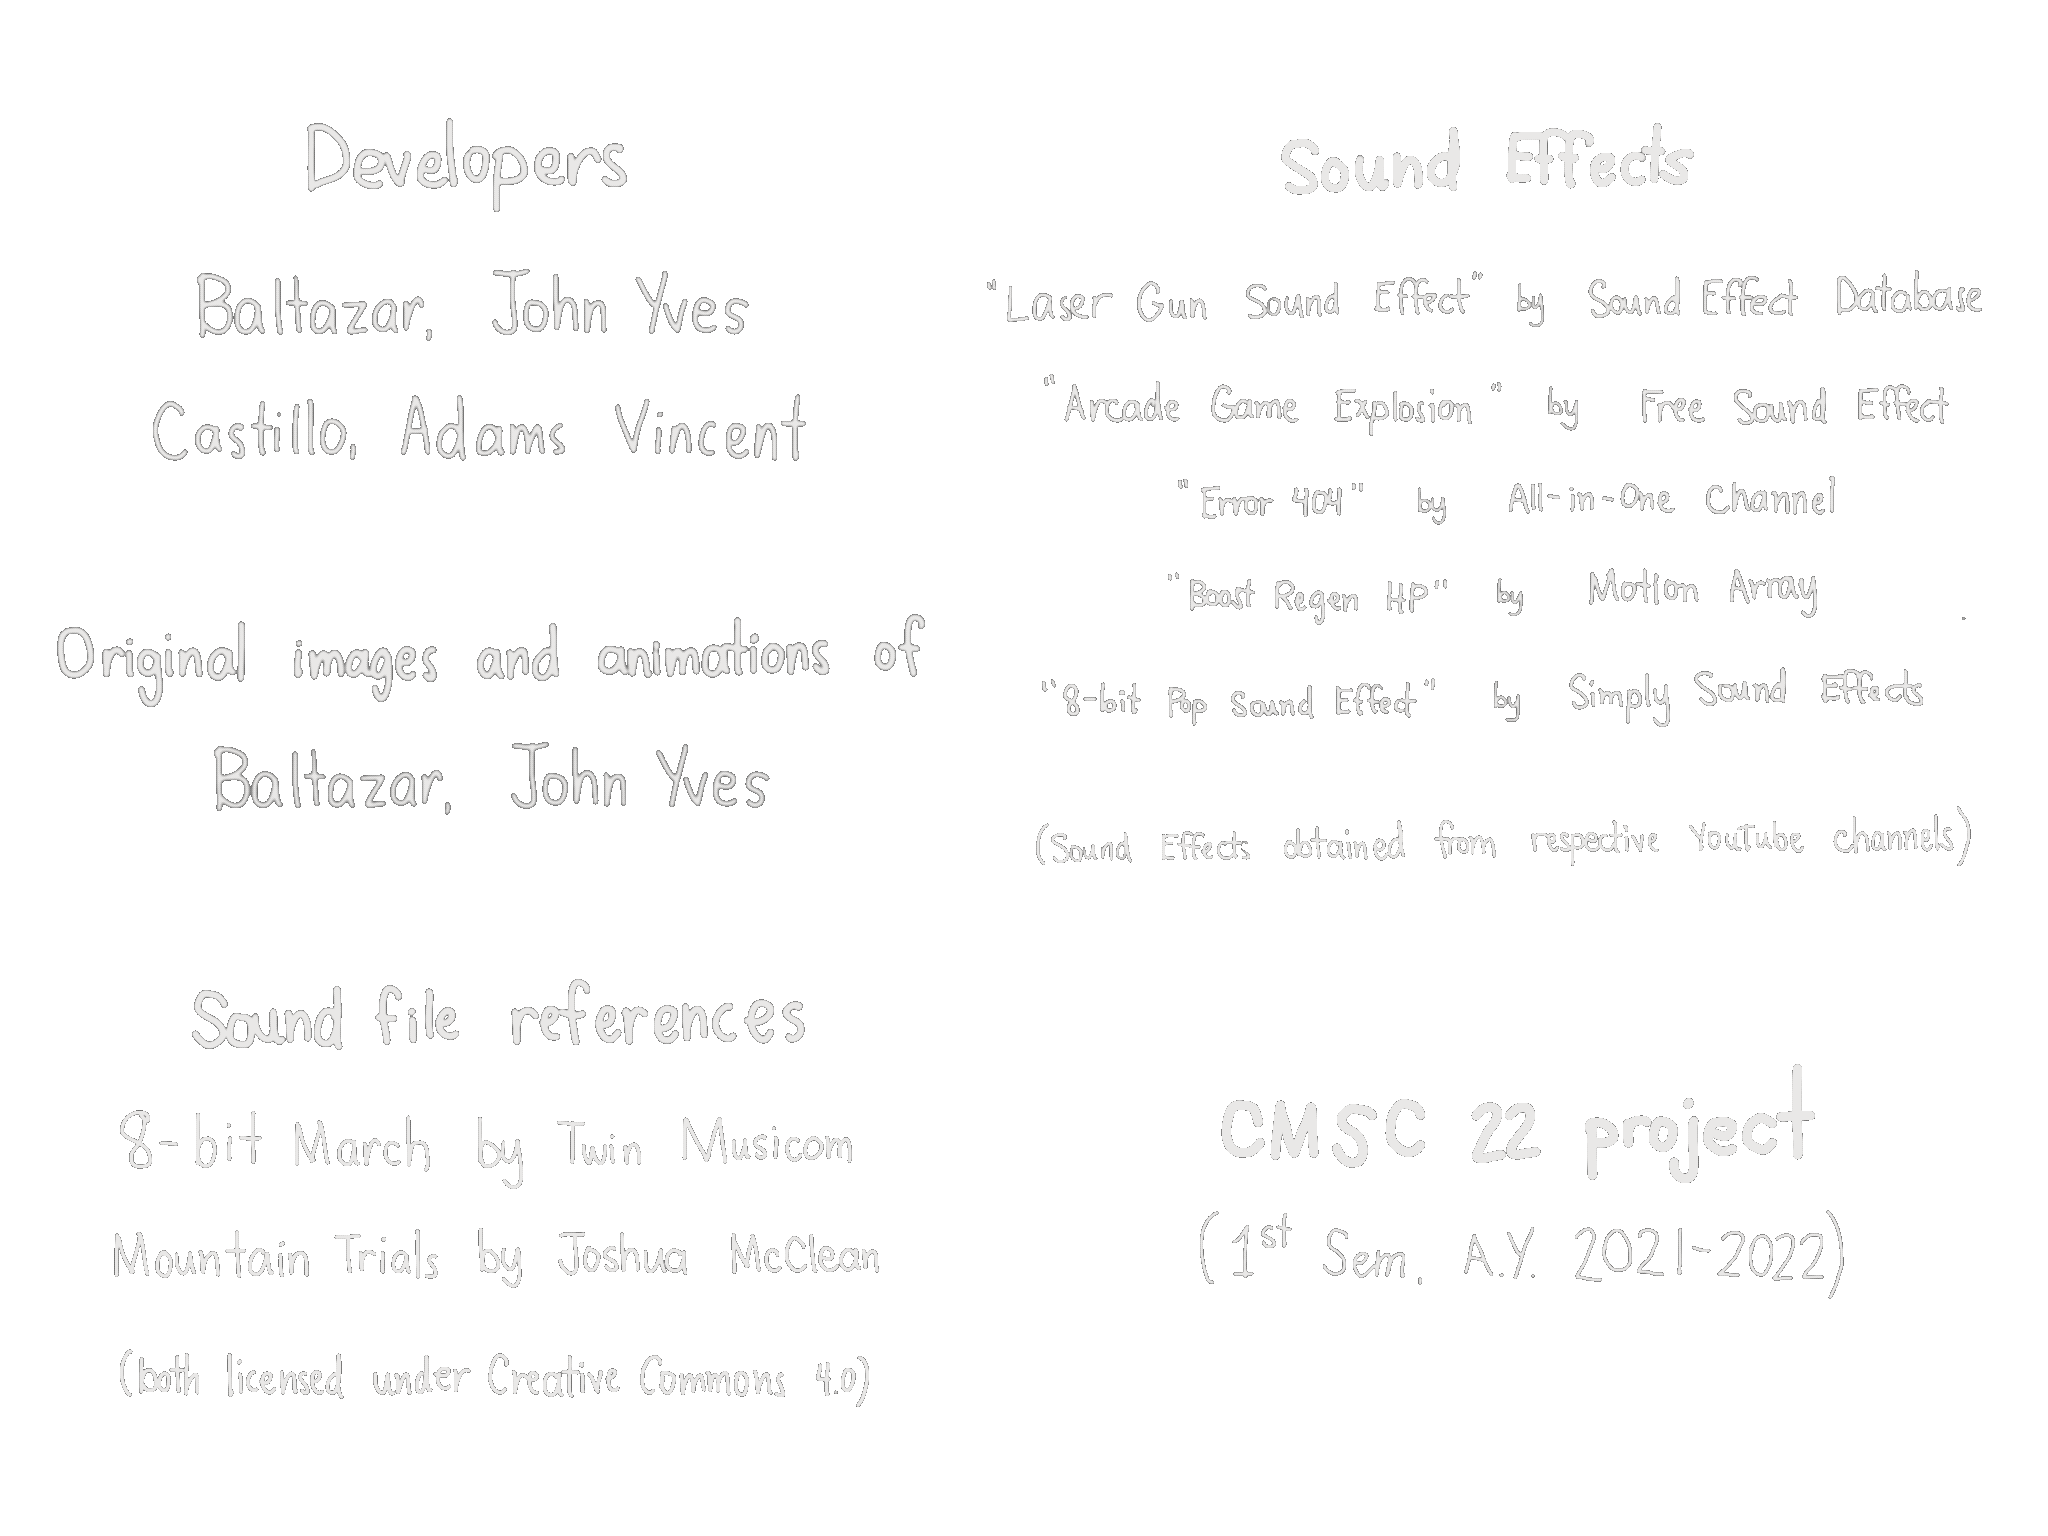 Developers
Baltazar, John Yves
Castillo, Adams Vincent
Original images and animations of
Baltazar, John Yves
Sound file references
8-bit March by Twin Musicom
Mountain Trials by Joshua McClean
(both licensed under Creative Commons 4.0)
Sound Effects
"Laser Gun Sound Effect" by Sound Effect Database
"Arcade Game Explosion" by Free Sound Effect
"Error 404" by All-in-One Channel
"Boost Regen HP" by Motion Array
"8-bit Pop Sound Effect" by Simply Sound Effects
(Sound Effects obtained from respective YouTube channels)
CMSC 22 project
(1st Sem, A.Y. 2021-2022)